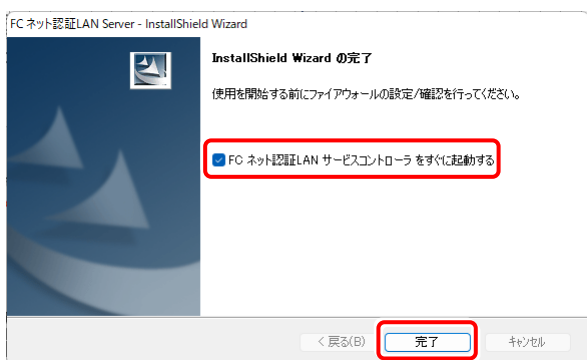 FC ネット認証LAN Server - InstallShield Wizard
InstallShield Wizard の完了
使用を開始する前にファイアウォールの設定/確認を行ってください。
FC ネット認証LAN サービスコントローラ をすぐに起動する
< 戻る(B)
完了
キャンセル